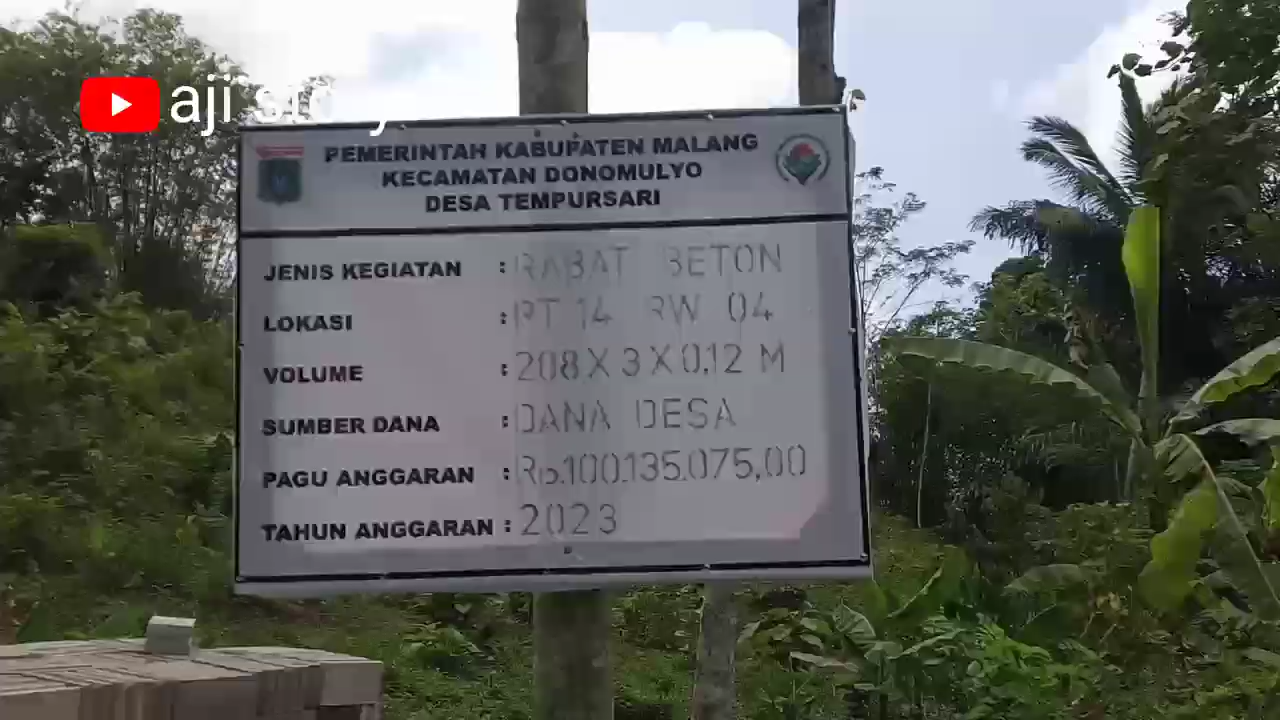 aji story
PEMERINTAH KABUPATEN MALANG
KECAMATAN DONOMULYO
DESA TEMPURSARI
JENIS KEGIATAN : RABAT BETON
LOKASI : RT 14 RW 04
VOLUME : 208 X 3 X 0,12 M
SUMBER DANA : DANA DESA
PAGU ANGGARAN : Rp.100.135.075,00
TAHUN ANGGARAN : 2023